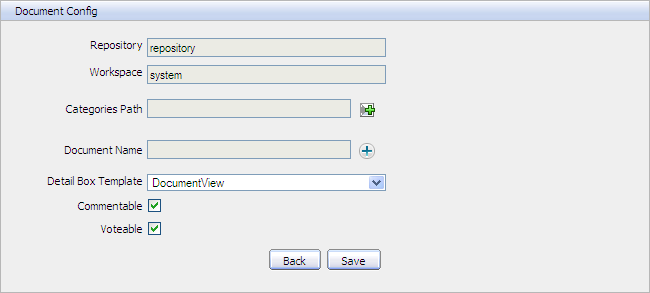 Document Config
Repository repository
Workspace system
Categories Path
Document Name
Detail Box Template DocumentView
Commentable
Voteable
Back Save